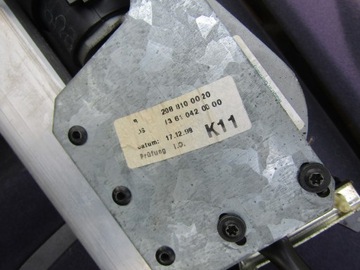 208 810 00 20
13 61 042 00 00
Datum: 17.12.98
K11
Prüfung I.O.